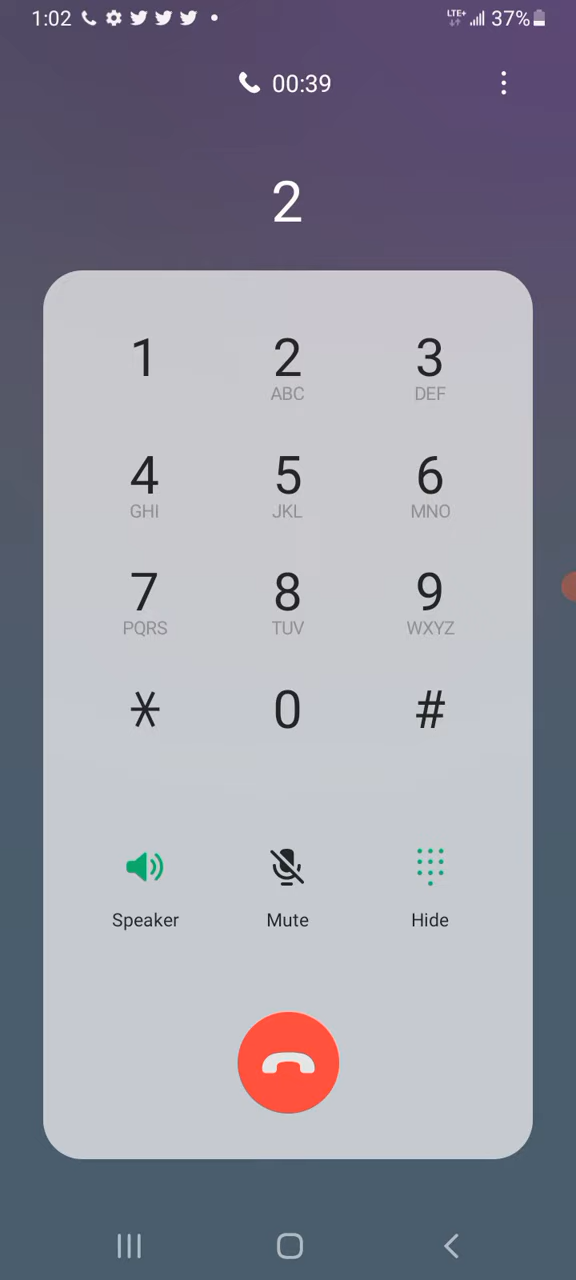 1:02 LTE+ 37%
00:39
2
1 2 3
ABC DEF
4 5 6
GHI JKL MNO
7 8 9
PQRS TUV WXYZ
* 0 #
Speaker Mute Hide